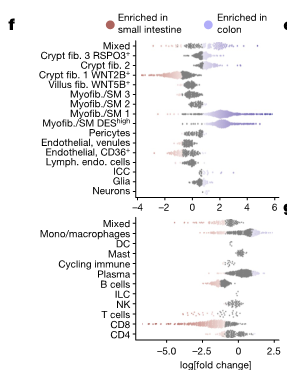 f
Enriched in small intestine
Enriched in colon
Mixed
Crypt fib. 3 RSPO3⁺
Crypt fib. 2
Crypt fib. 1 WNT2B⁺
Villus fib. WNT5B⁺
Myofib./SM 3
Myofib./SM 2
Myofib./SM 1
Myofib./SM DESʰⁱᵍʰ
Pericytes
Endothelial, venules
Endothelial, CD36⁺
Lymph. endo. cells
ICC
Glia
Neurons
−4 −2 0 2 4 6
Mixed
Mono/macrophages
DC
Mast
Cycling immune
Plasma
B cells
ILC
NK
T cells
CD8
CD4
−5.0 −2.5 0 2.5
log[fold change]